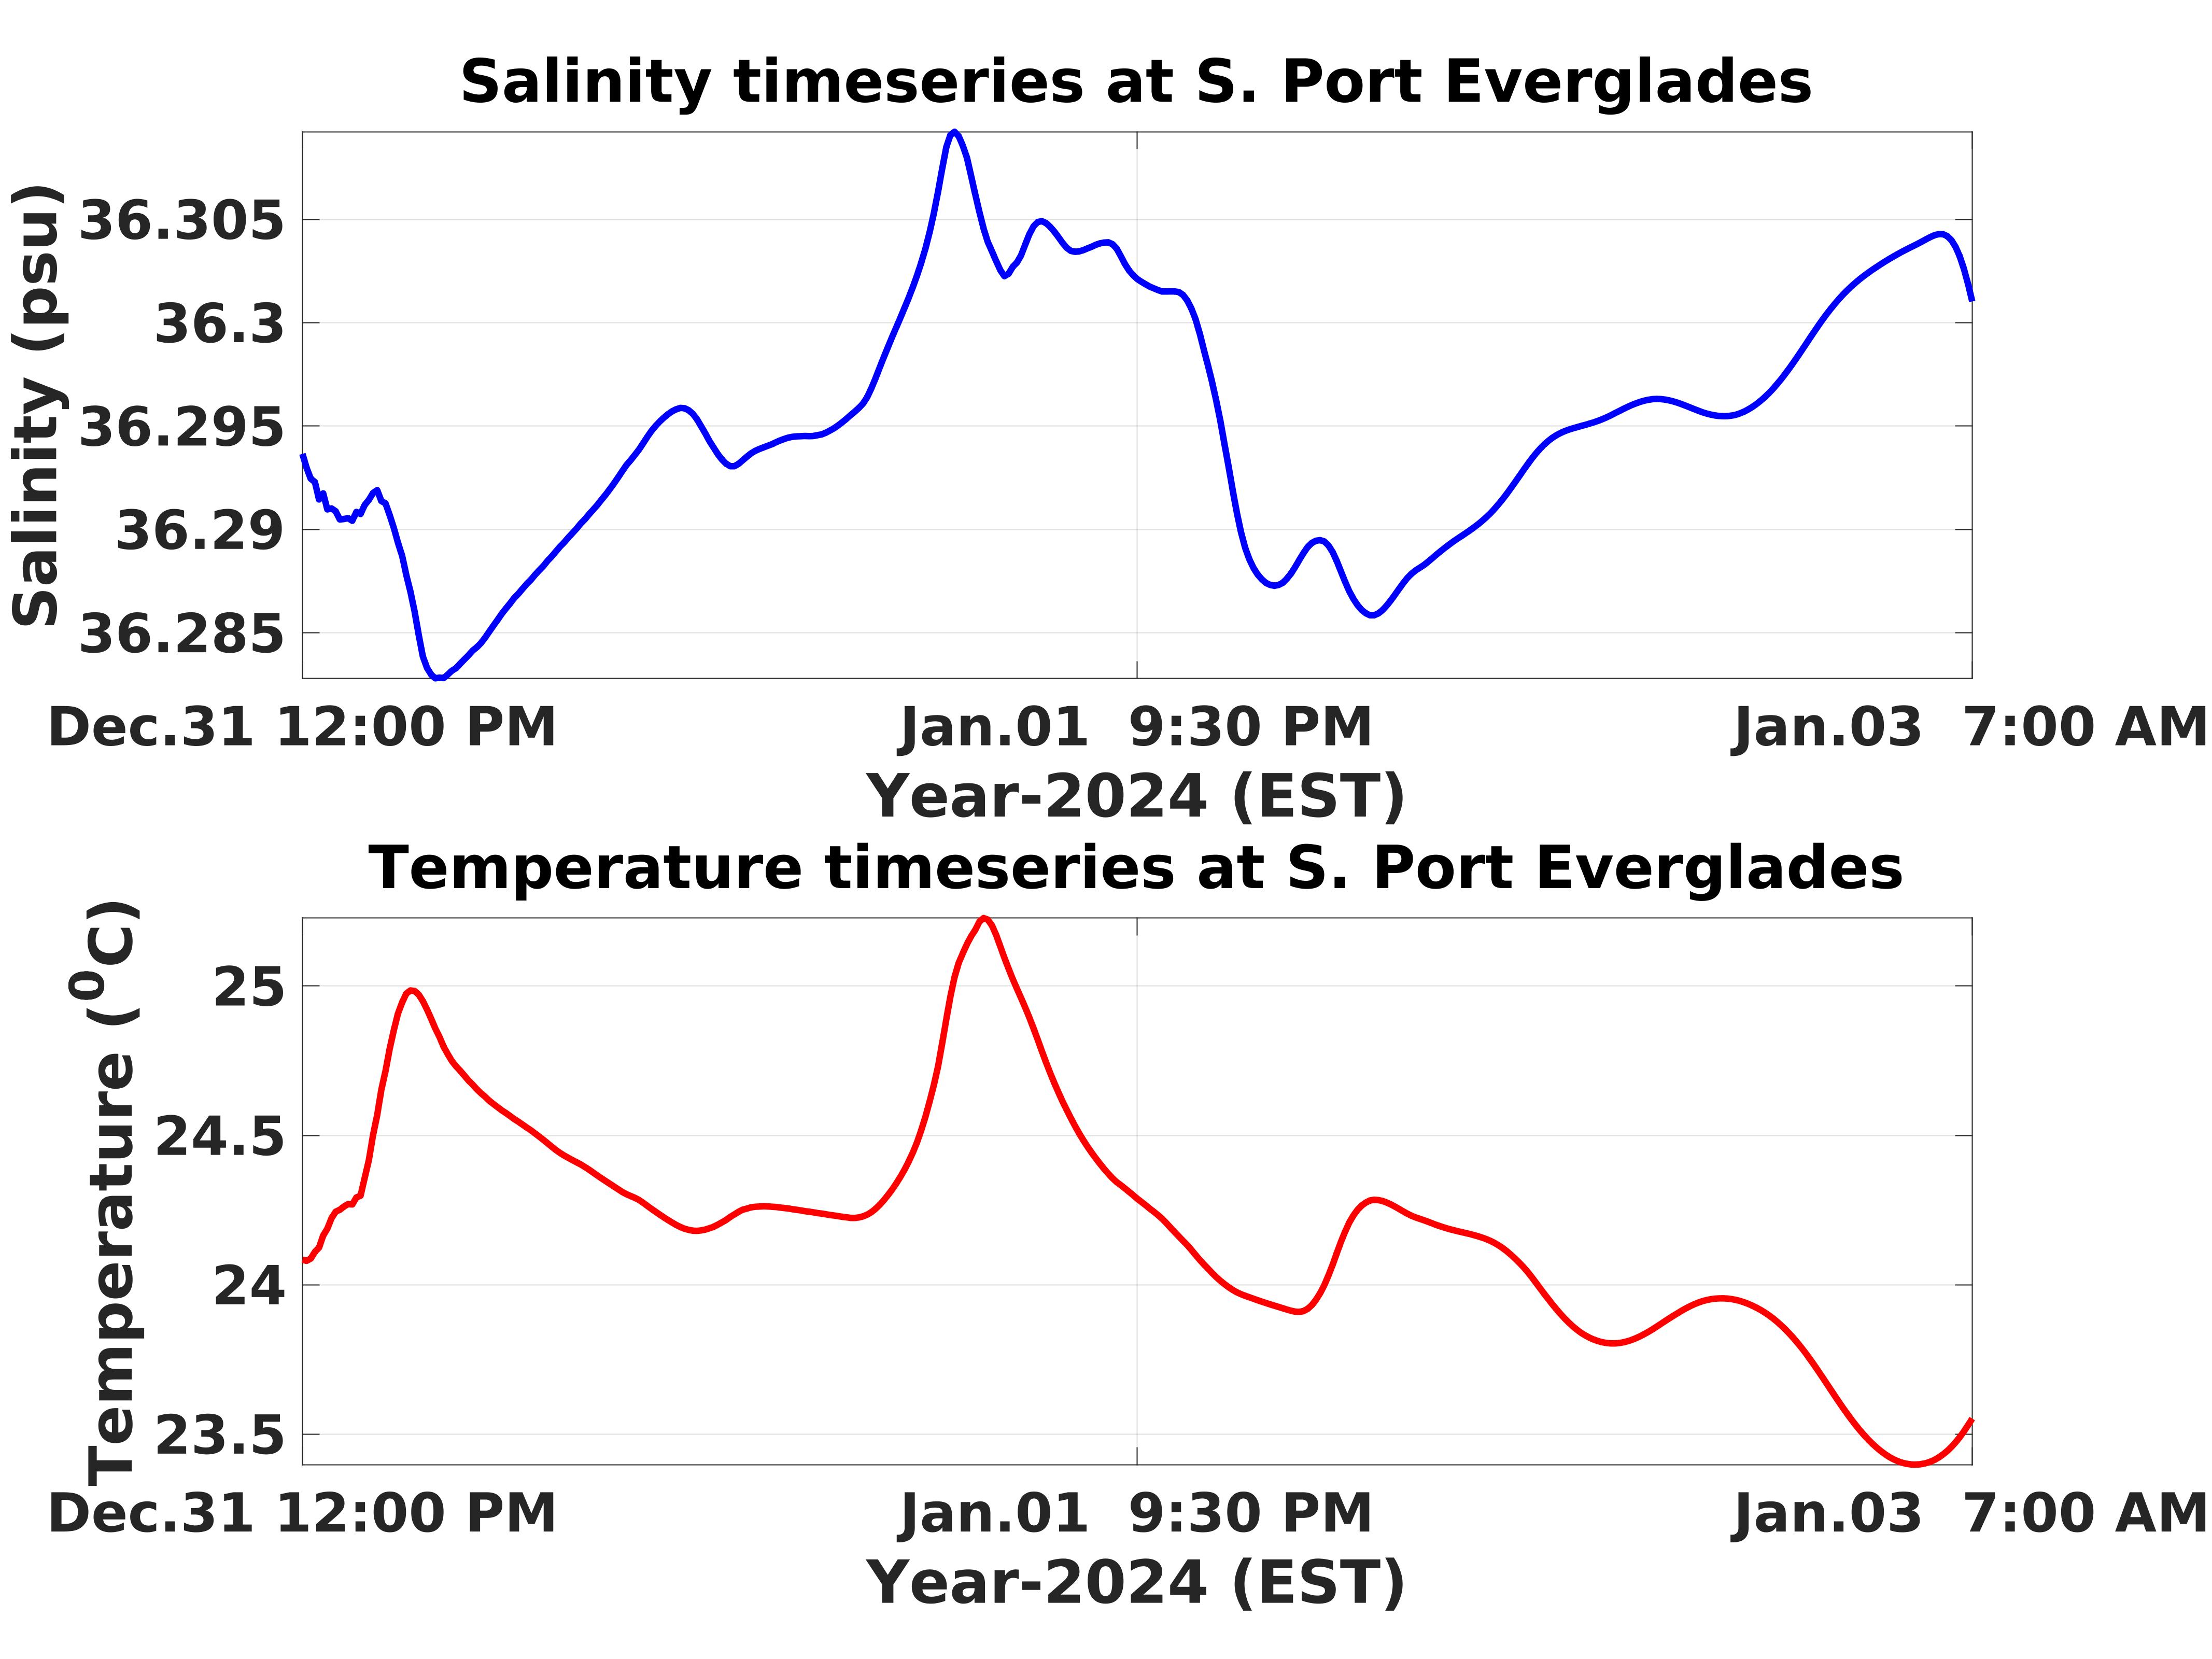 Salinity timeseries at S. Port Everglades
Salinity (psu)
36.305
36.3
36.295
36.29
36.285
Dec.31 12:00 PM Jan.01 9:30 PM Jan.03 7:00 AM
Year-2024 (EST)
Temperature timeseries at S. Port Everglades
Temperature (⁰C)
25
24.5
24
23.5
Dec.31 12:00 PM Jan.01 9:30 PM Jan.03 7:00 AM
Year-2024 (EST)